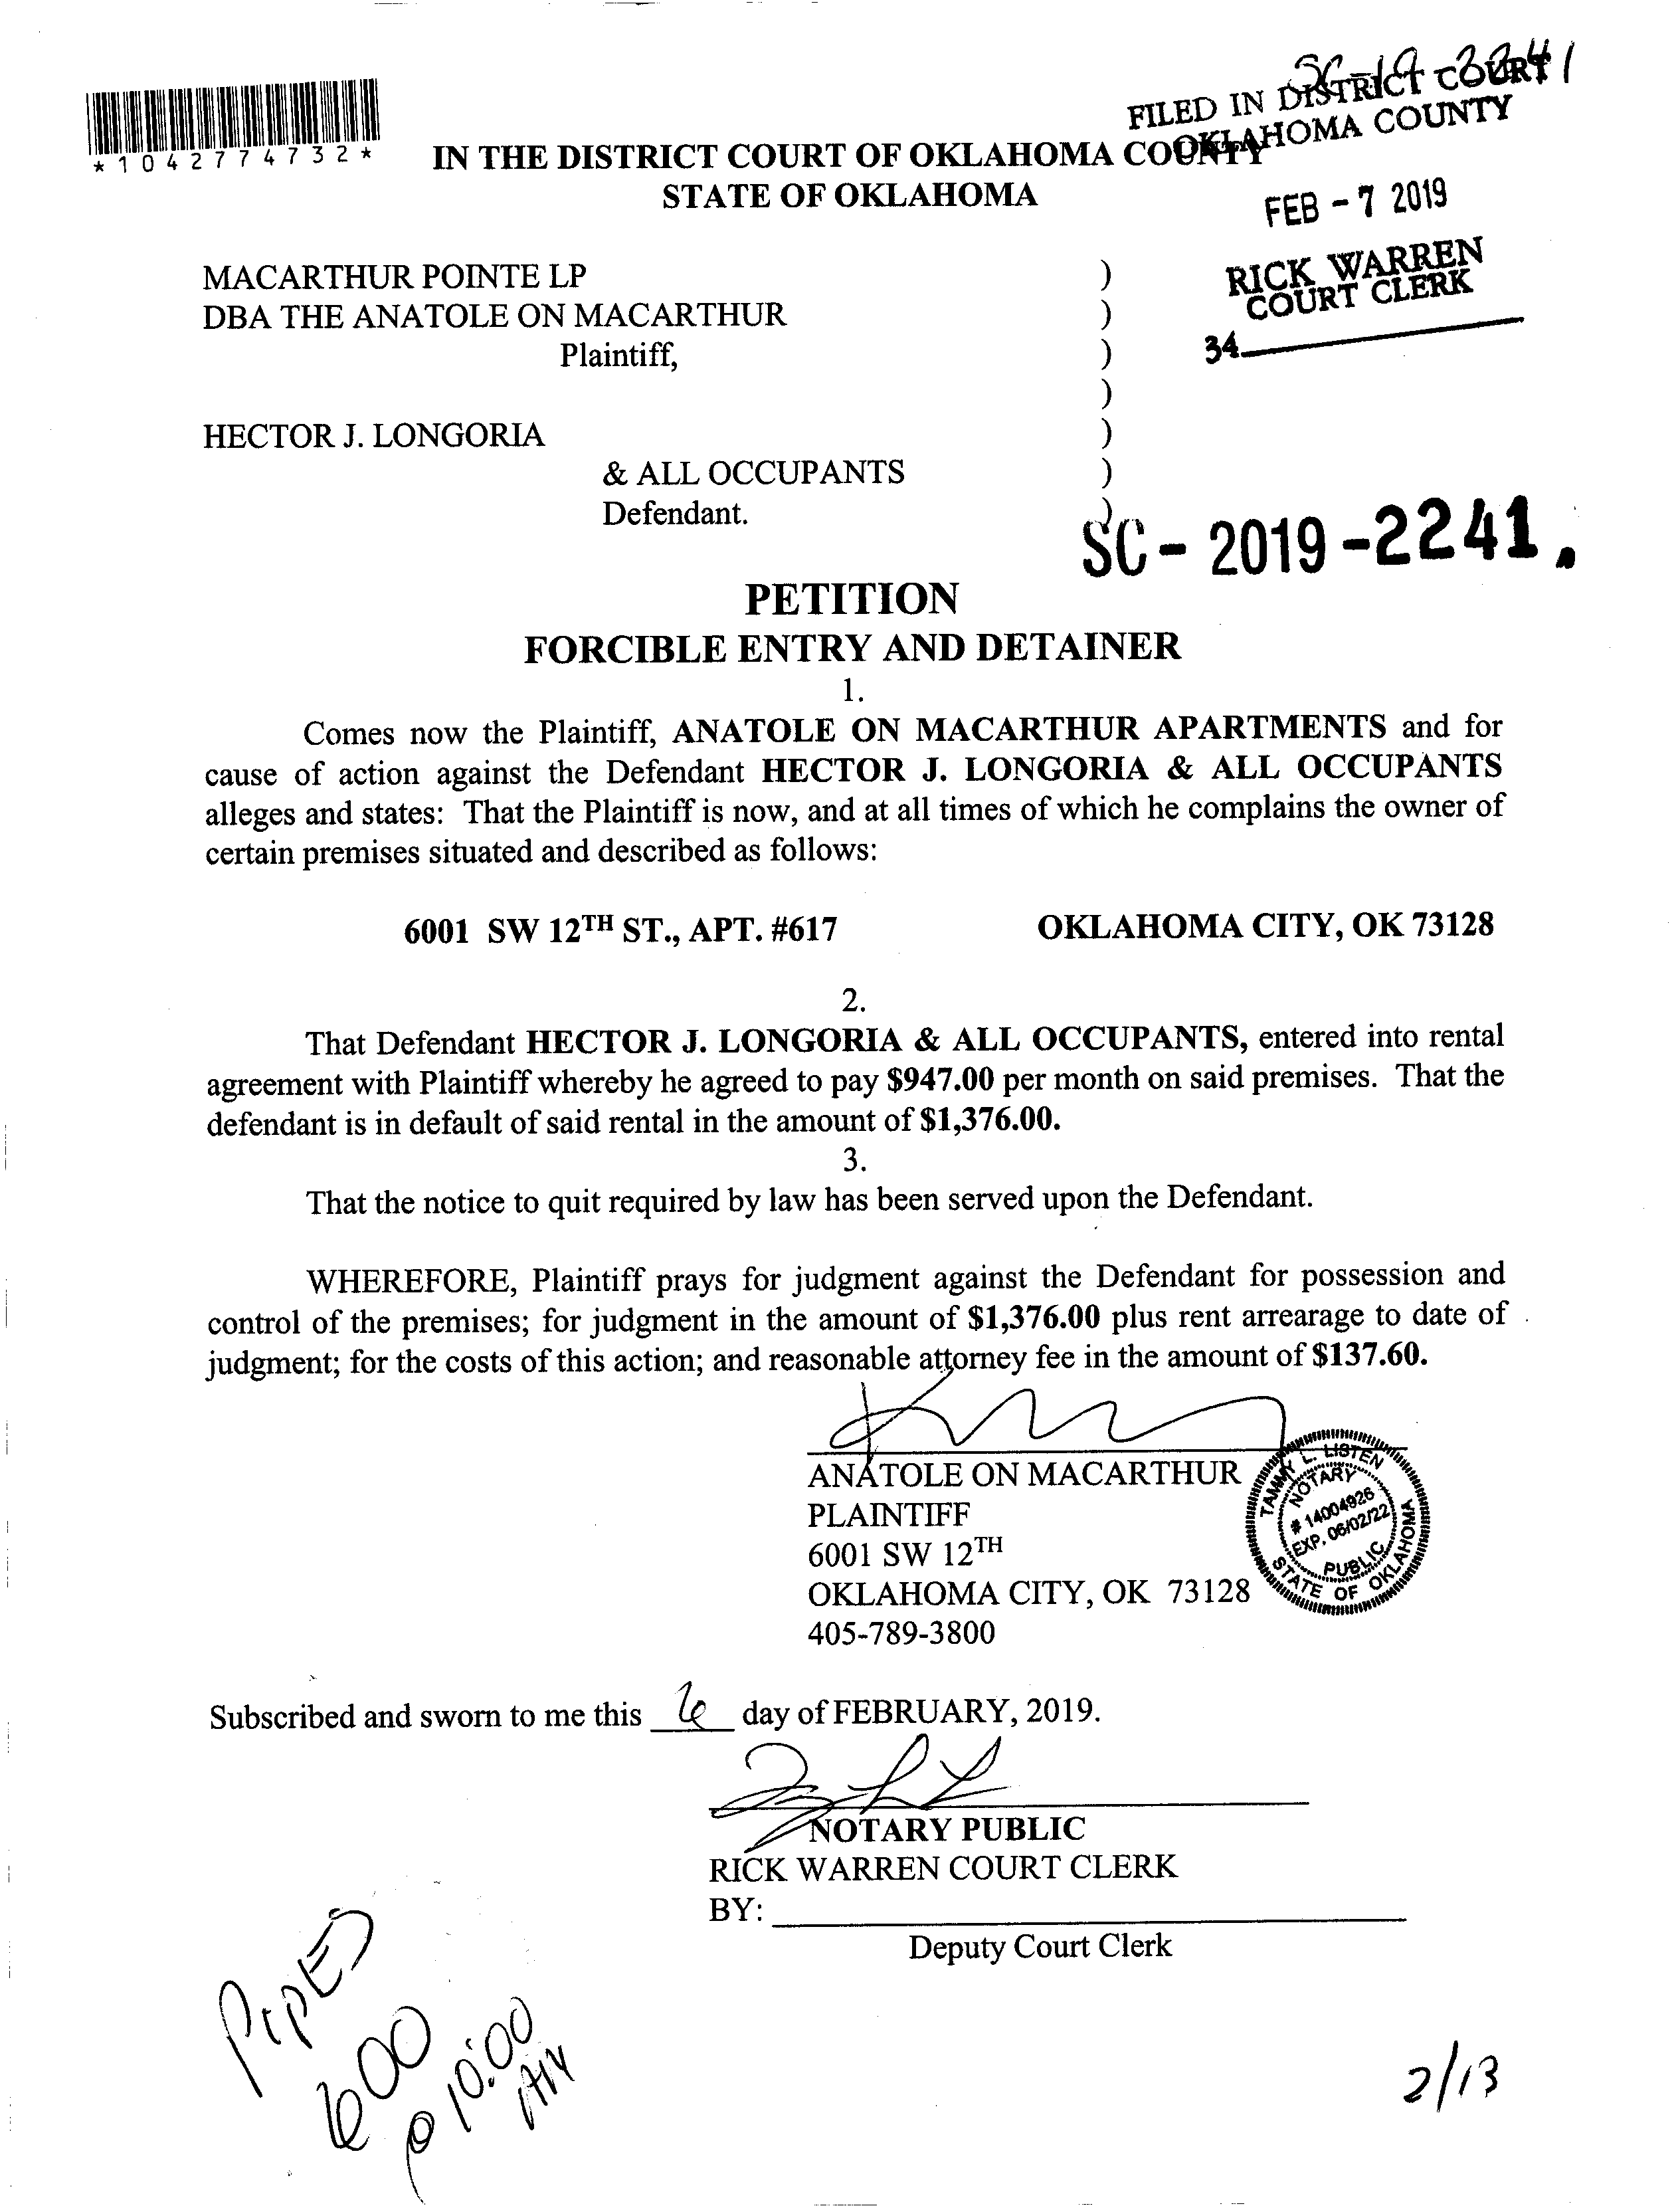 SC-19-2241
FILED IN DISTRICT COURT
OKLAHOMA COUNTY
*1042774732*
IN THE DISTRICT COURT OF OKLAHOMA COUNTY
STATE OF OKLAHOMA
FEB - 7 2019
RICK WARREN
COURT CLERK
34
MACARTHUR POINTE LP )
DBA THE ANATOLE ON MACARTHUR )
Plaintiff, )
)
HECTOR J. LONGORIA )
& ALL OCCUPANTS )
Defendant. )
SC - 2019 - 2241.
PETITION
FORCIBLE ENTRY AND DETAINER
1.
Comes now the Plaintiff, ANATOLE ON MACARTHUR APARTMENTS and for
cause of action against the Defendant HECTOR J. LONGORIA & ALL OCCUPANTS
alleges and states: That the Plaintiff is now, and at all times of which he complains the owner of
certain premises situated and described as follows:
6001 SW 12TH ST., APT. #617 OKLAHOMA CITY, OK 73128
2.
That Defendant HECTOR J. LONGORIA & ALL OCCUPANTS, entered into rental
agreement with Plaintiff whereby he agreed to pay $947.00 per month on said premises. That the
defendant is in default of said rental in the amount of $1,376.00.
3.
That the notice to quit required by law has been served upon the Defendant.
WHEREFORE, Plaintiff prays for judgment against the Defendant for possession and
control of the premises; for judgment in the amount of $1,376.00 plus rent arrearage to date of
judgment; for the costs of this action; and reasonable attorney fee in the amount of $137.60.
ANATOLE ON MACARTHUR
PLAINTIFF
6001 SW 12TH
OKLAHOMA CITY, OK 73128
405-789-3800
TAMMY L. LISTEN
NOTARY
# 14004926
EXP. 06/02/22
PUBLIC
STATE OF OKLAHOMA
Subscribed and sworn to me this 6 day of FEBRUARY, 2019.
NOTARY PUBLIC
RICK WARREN COURT CLERK
BY:
Deputy Court Clerk
PIPES
600
@ 10:00
AM
2/13